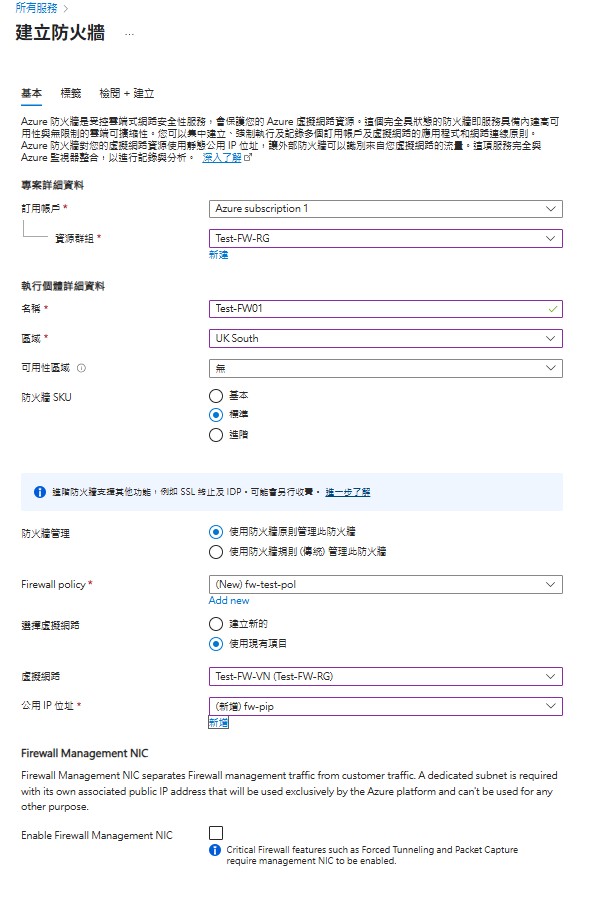 所有服務 >
建立防火牆 ...
基本 標籤 檢閱 + 建立
Azure 防火牆是受控雲端式網路安全性服務，會保護您的 Azure 虛擬網路資源。這個完全具狀態的防火牆即服務具備內建高可
用性與無限制的雲端可擴縮性。您可以集中建立、強制執行及記錄多個訂用帳戶及虛擬網路的應用程式和網路連線原則。
Azure 防火牆對您的虛擬網路資源使用靜態公用 IP 位址，讓外部防火牆可以識別來自您虛擬網路的流量。這項服務完全與
Azure 監視器整合，以進行記錄與分析。 深入了解
專案詳細資料
訂用帳戶 * Azure subscription 1
資源群組 * Test-FW-RG
新建
執行個體詳細資料
名稱 * Test-FW01
區域 * UK South
可用性區域 無
防火牆 SKU 基本
標準
進階
進階防火牆支援其他功能，例如 SSL 終止及 IDP。可能會另行收費。 進一步了解
防火牆管理 使用防火牆原則管理此防火牆
使用防火牆規則 (傳統) 管理此防火牆
Firewall policy * (New) fw-test-pol
Add new
選擇虛擬網路 建立新的
使用現有項目
虛擬網路 Test-FW-VN (Test-FW-RG)
公用 IP 位址 * (新增) fw-pip
新增
Firewall Management NIC
Firewall Management NIC separates Firewall management traffic from customer traffic. A dedicated subnet is required
with its own associated public IP address that will be used exclusively by the Azure platform and can't be used for any
other purpose.
Enable Firewall Management NIC
Critical Firewall features such as Forced Tunneling and Packet Capture
require management NIC to be enabled.